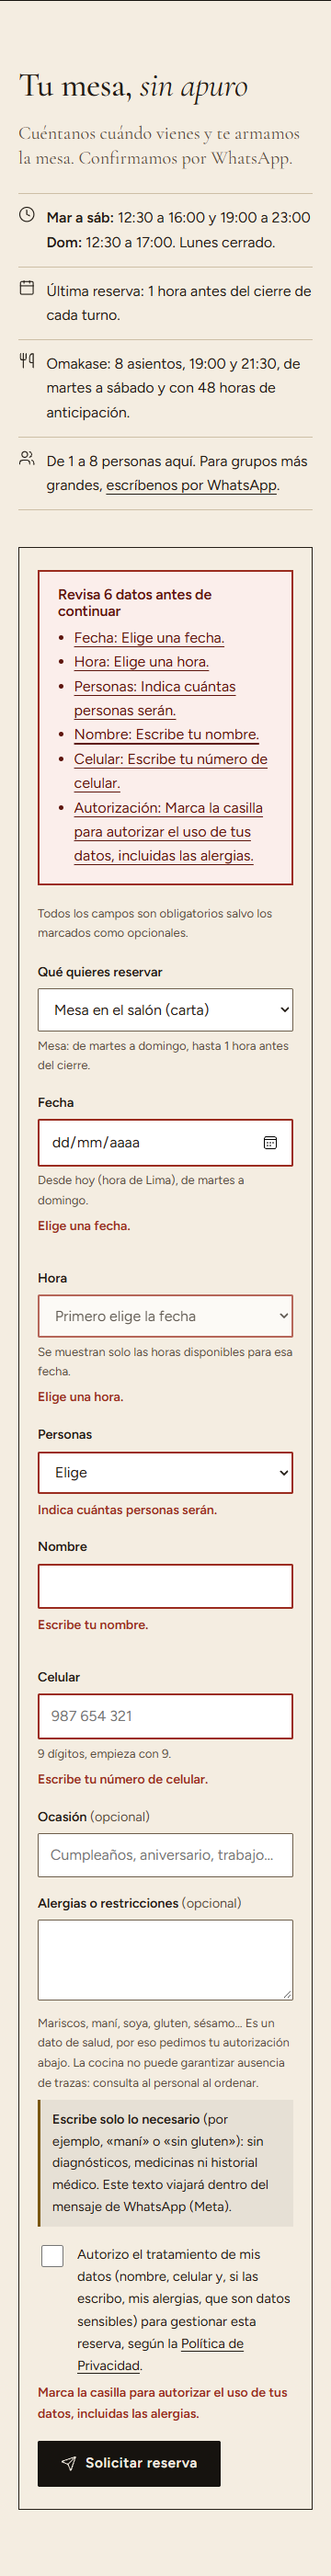 Tu mesa, sin apuro
Cuéntanos cuándo vienes y te armamos
la mesa. Confirmamos por WhatsApp.
Mar a sáb: 12:30 a 16:00 y 19:00 a 23:00
Dom: 12:30 a 17:00. Lunes cerrado.
Última reserva: 1 hora antes del cierre de
cada turno.
Omakase: 8 asientos, 19:00 y 21:30, de
martes a sábado y con 48 horas de
anticipación.
De 1 a 8 personas aquí. Para grupos más
grandes, escríbenos por WhatsApp.
Revisa 6 datos antes de
continuar
• Fecha: Elige una fecha.
• Hora: Elige una hora.
• Personas: Indica cuántas
personas serán.
• Nombre: Escribe tu nombre.
• Celular: Escribe tu número de
celular.
• Autorización: Marca la casilla
para autorizar el uso de tus
datos, incluidas las alergias.
Todos los campos son obligatorios salvo los
marcados como opcionales.
Qué quieres reservar
Mesa en el salón (carta)
Mesa: de martes a domingo, hasta 1 hora antes
del cierre.
Fecha
dd/mm/aaaa
Desde hoy (hora de Lima), de martes a
domingo.
Elige una fecha.
Hora
Primero elige la fecha
Se muestran solo las horas disponibles para esa
fecha.
Elige una hora.
Personas
Elige
Indica cuántas personas serán.
Nombre
Escribe tu nombre.
Celular
987 654 321
9 dígitos, empieza con 9.
Escribe tu número de celular.
Ocasión (opcional)
Cumpleaños, aniversario, trabajo...
Alergias o restricciones (opcional)
Mariscos, maní, soya, gluten, sésamo... Es un
dato de salud, por eso pedimos tu autorización
abajo. La cocina no puede garantizar ausencia
de trazas: consulta al personal al ordenar.
Escribe solo lo necesario (por
ejemplo, «maní» o «sin gluten»): sin
diagnósticos, medicinas ni historial
médico. Este texto viajará dentro del
mensaje de WhatsApp (Meta).
Autorizo el tratamiento de mis
datos (nombre, celular y, si las
escribo, mis alergias, que son datos
sensibles) para gestionar esta
reserva, según la Política de
Privacidad.
Marca la casilla para autorizar el uso de tus
datos, incluidas las alergias.
Solicitar reserva